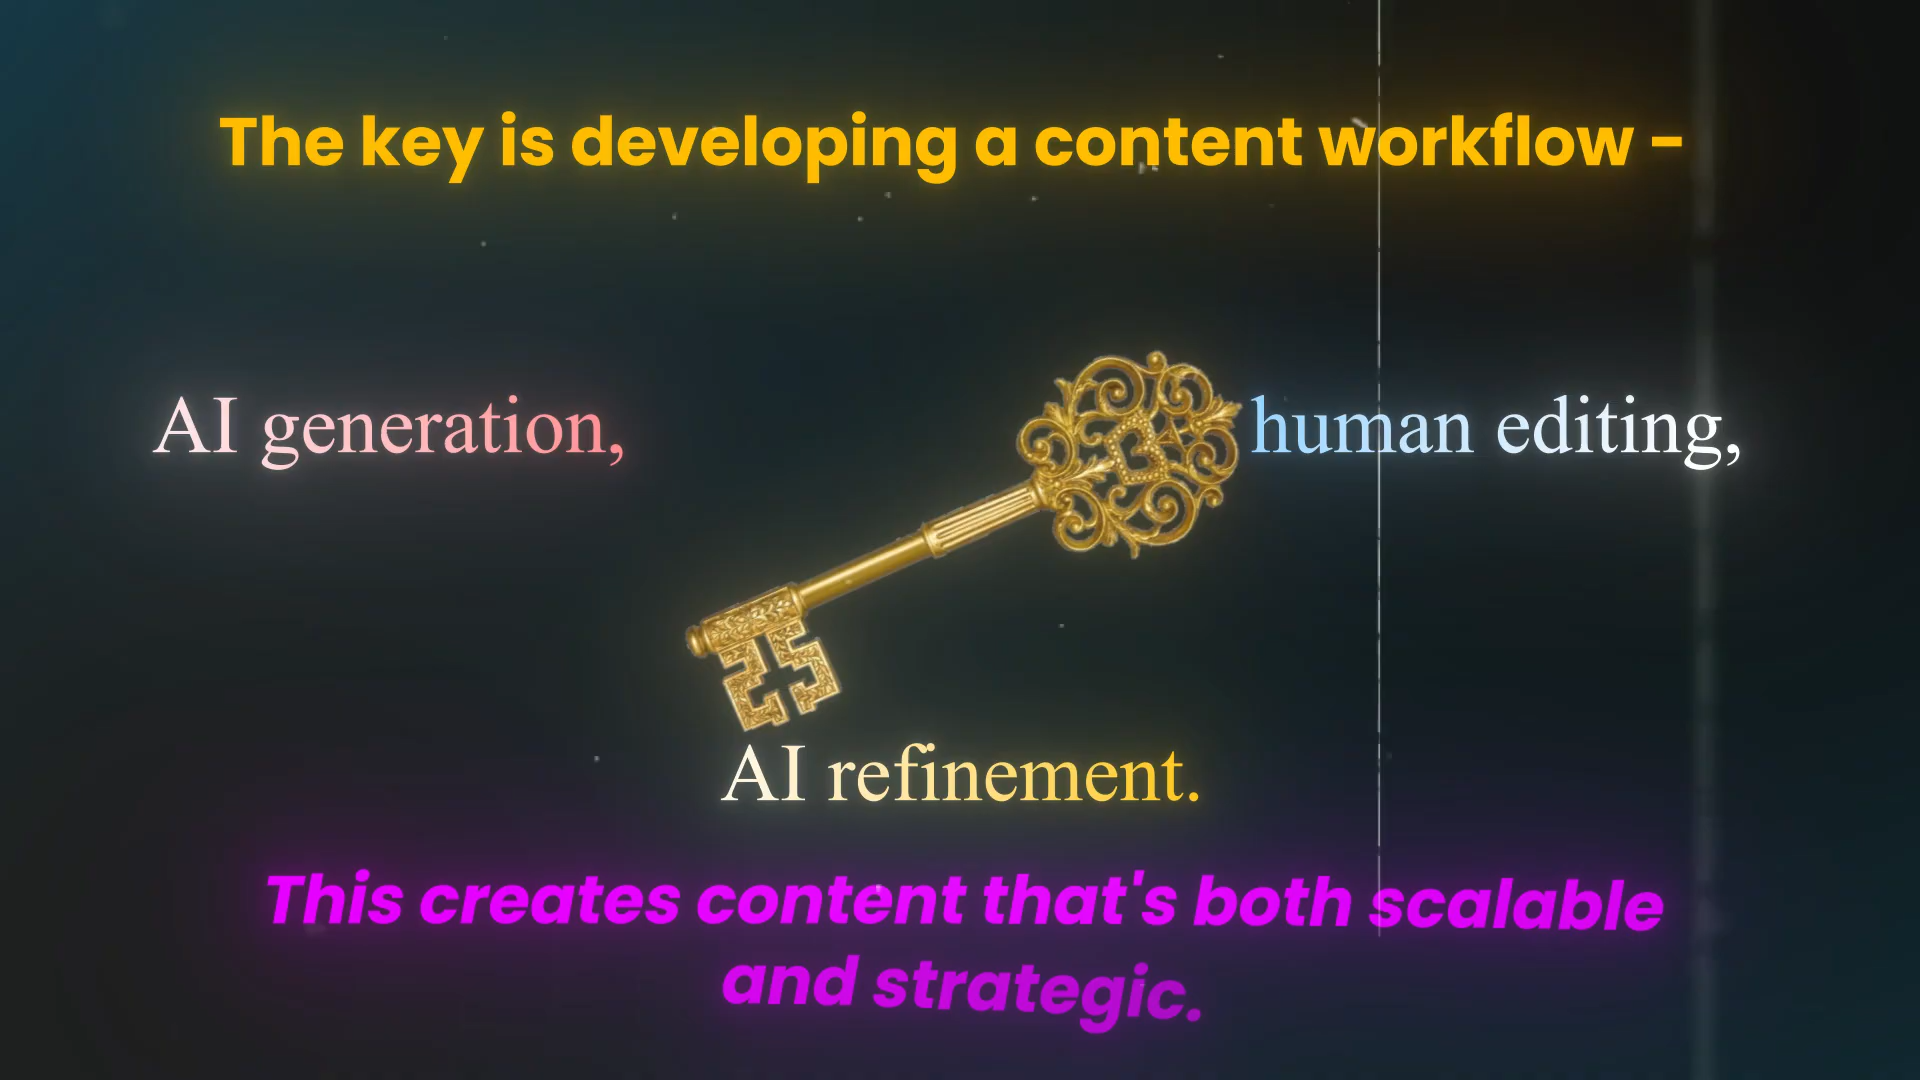 The key is developing a content workflow -
AI generation,
human editing,
AI refinement.
This creates content that's both scalable
and strategic.